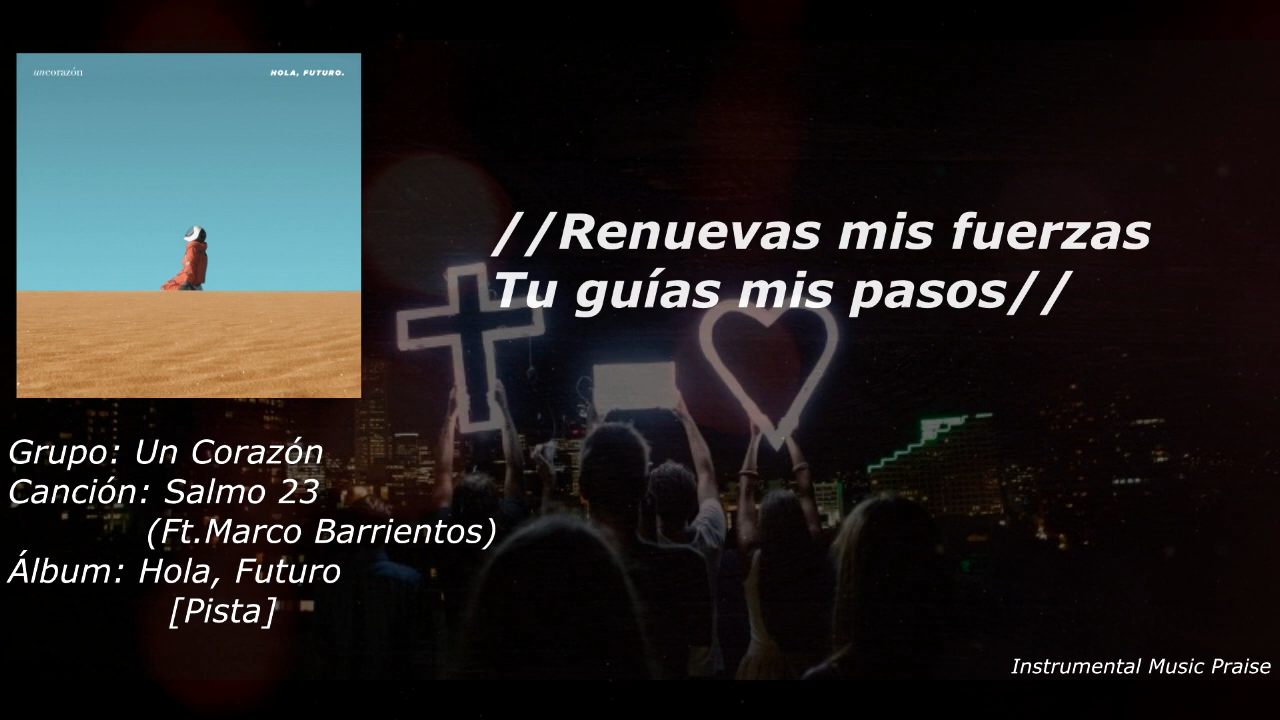 uncorazón
HOLA, FUTURO.
//Renuevas mis fuerzas
Tu guías mis pasos//
Grupo: Un Corazón
Canción: Salmo 23
(Ft.Marco Barrientos)
Álbum: Hola, Futuro
[Pista]
Instrumental Music Praise